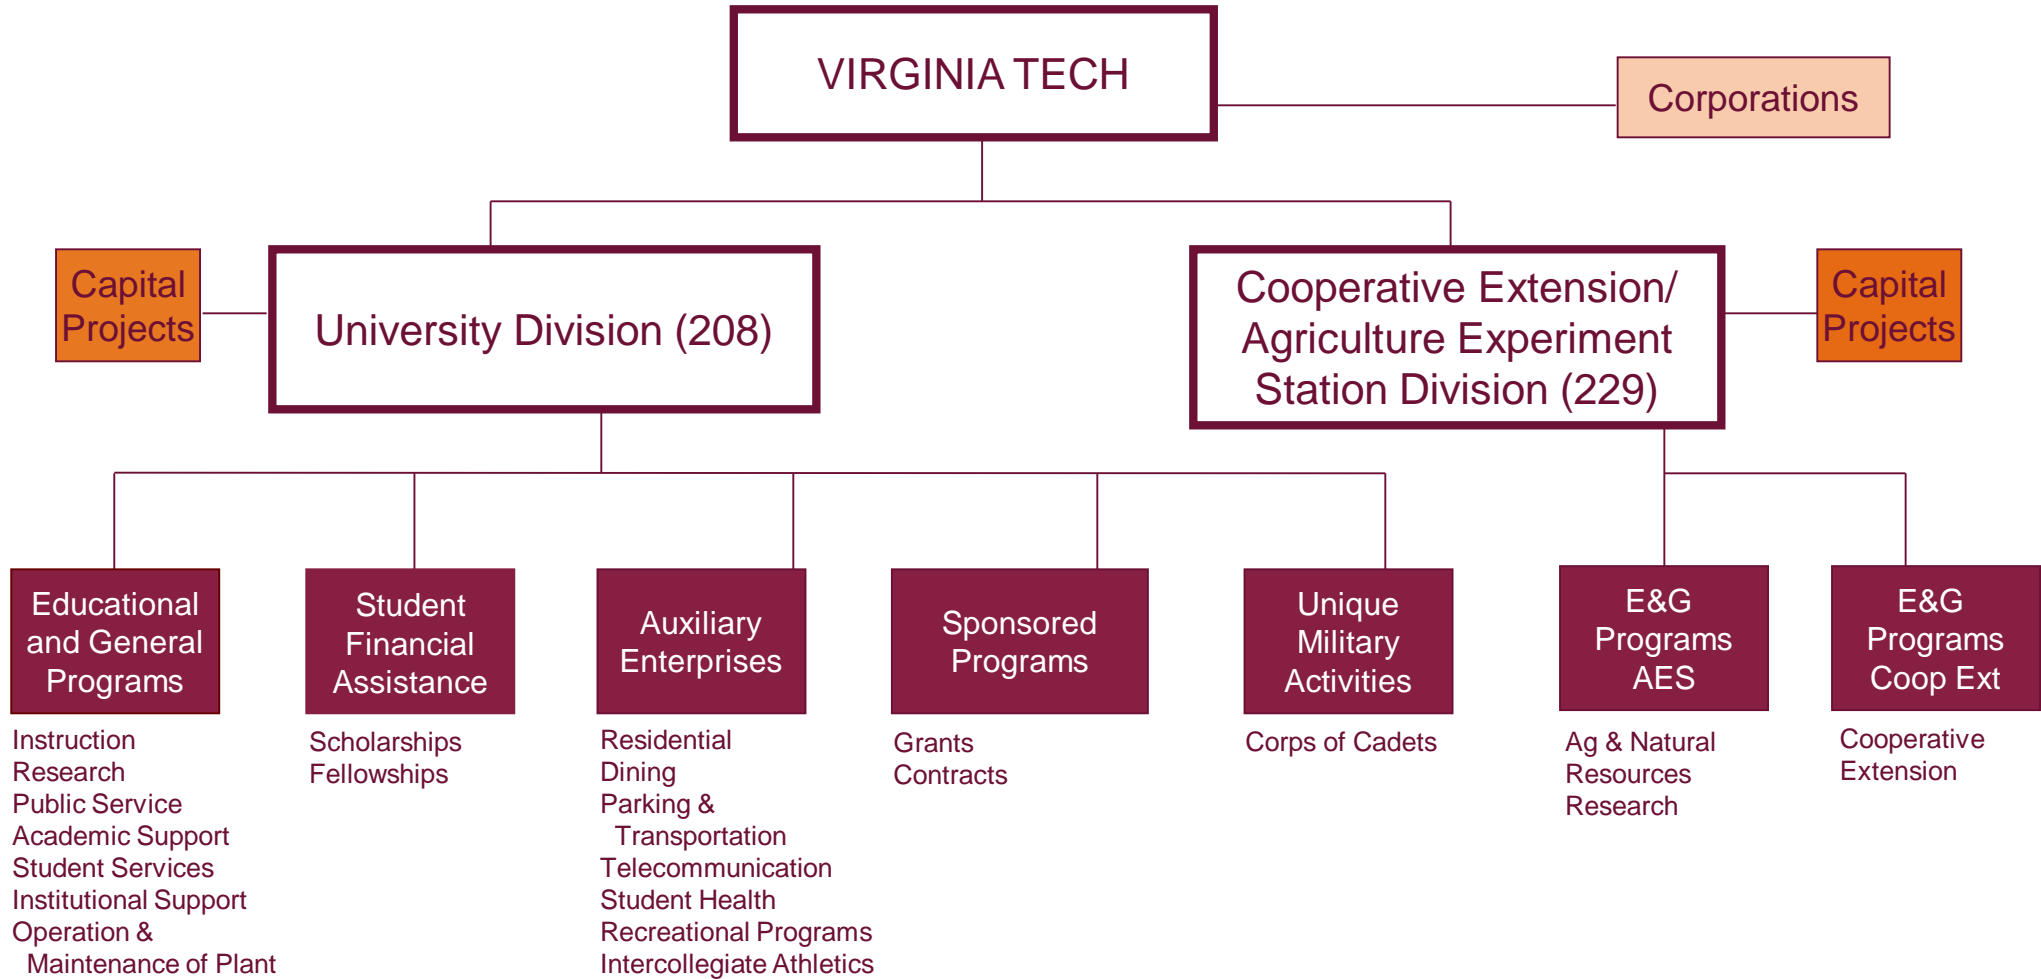 VIRGINIA TECH
Corporations
Capital
Projects
University Division (208)
Cooperative Extension/
Agriculture Experiment
Station Division (229)
Capital
Projects
Educational
and General
Programs
Instruction
Research
Public Service
Academic Support
Student Services
Institutional Support
Operation &
Maintenance of Plant
Student
Financial
Assistance
Scholarships
Fellowships
Auxiliary
Enterprises
Residential
Dining
Parking &
Transportation
Telecommunication
Student Health
Recreational Programs
Intercollegiate Athletics
Sponsored
Programs
Grants
Contracts
Unique
Military
Activities
Corps of Cadets
E&G
Programs
AES
Ag & Natural
Resources
Research
E&G
Programs
Coop Ext
Cooperative
Extension